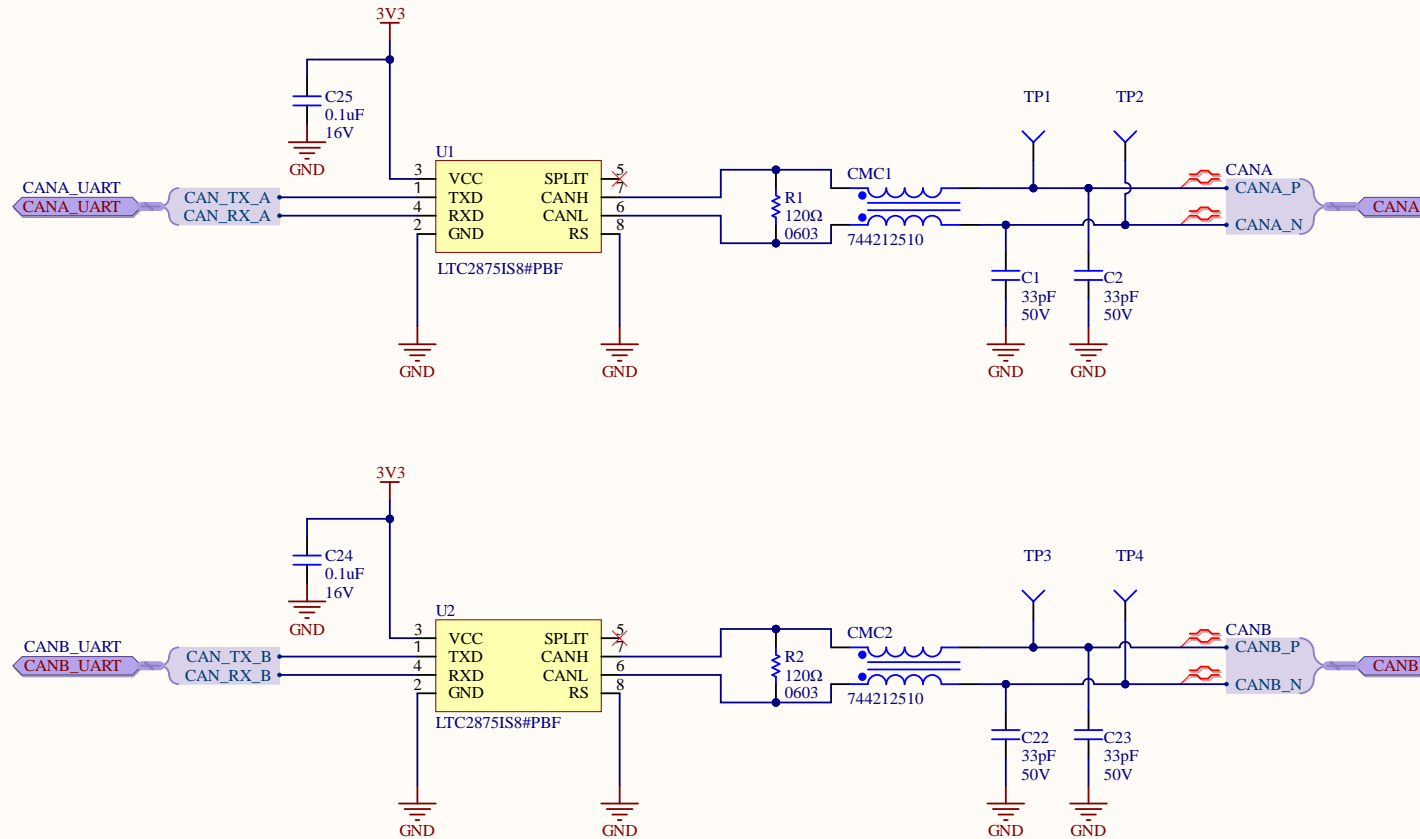 3V3
C25
0.1uF
16V
GND
CANA_UART
CANA_UART
CAN_TX_A
CAN_RX_A
U1
3 VCC SPLIT 5
1 TXD CANH 7
4 RXD CANL 6
2 GND RS 8
LTC2875IS8#PBF
GND
GND
R1
120Ω
0603
CMC1
744212510
TP1
TP2
C1
33pF
50V
GND
C2
33pF
50V
GND
CANA
CANA_P
CANA_N
CANA
3V3
C24
0.1uF
16V
GND
CANB_UART
CANB_UART
CAN_TX_B
CAN_RX_B
U2
3 VCC SPLIT 5
1 TXD CANH 7
4 RXD CANL 6
2 GND RS 8
LTC2875IS8#PBF
GND
GND
R2
120Ω
0603
CMC2
744212510
TP3
TP4
C22
33pF
50V
GND
C23
33pF
50V
GND
CANB
CANB_P
CANB_N
CANB